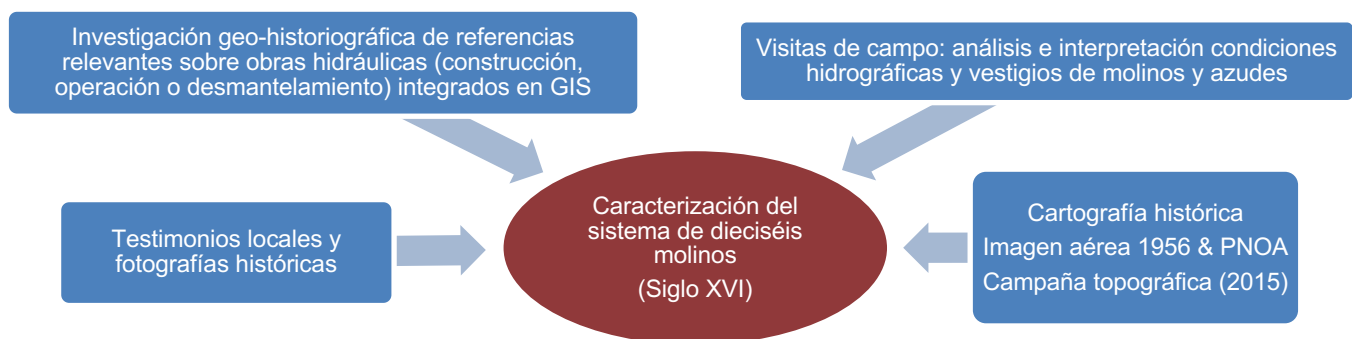 Investigación geo-historiográfica de referencias
relevantes sobre obras hidráulicas (construcción,
operación o desmantelamiento) integrados en GIS
Visitas de campo: análisis e interpretación condiciones
hidrográficas y vestigios de molinos y azudes
Testimonios locales y
fotografías históricas
Caracterización del
sistema de dieciséis
molinos
(Siglo XVI)
Cartografía histórica
Imagen aérea 1956 & PNOA
Campaña topográfica (2015)